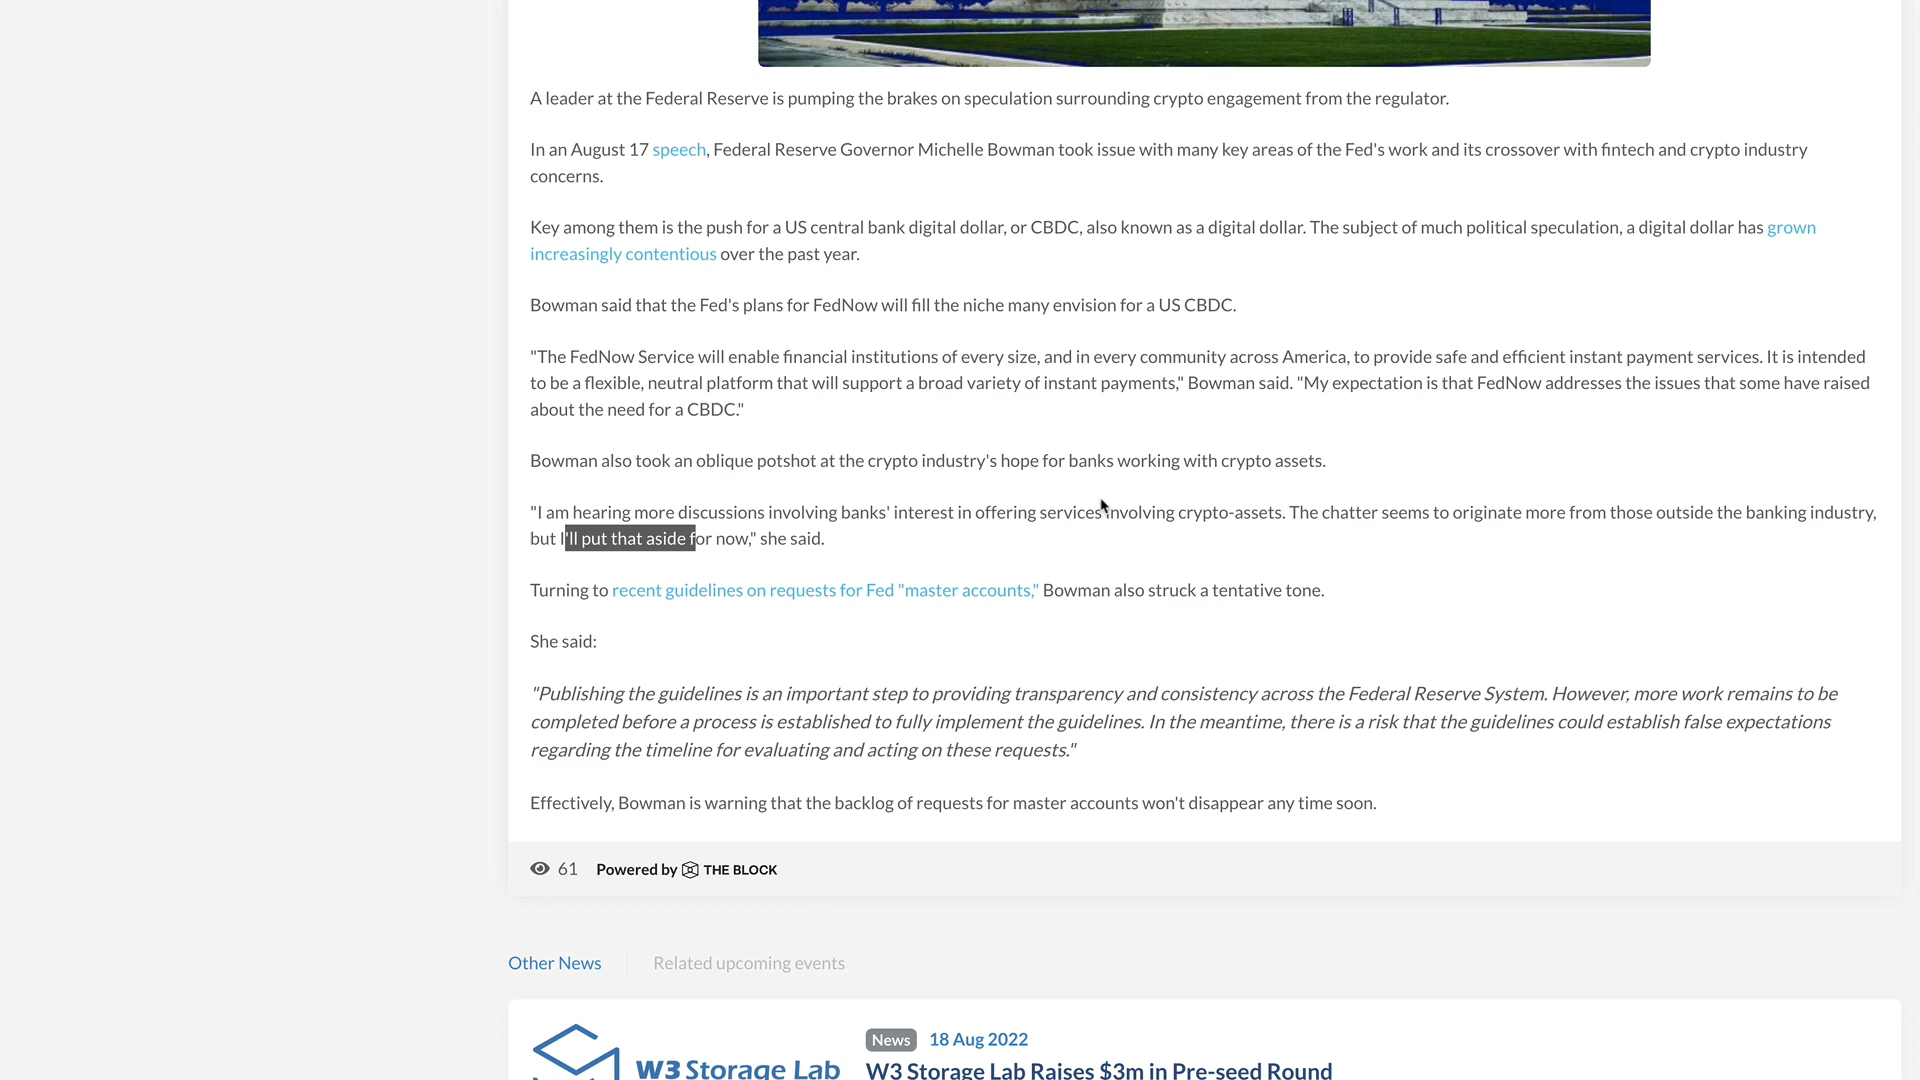 A leader at the Federal Reserve is pumping the brakes on speculation surrounding crypto engagement from the regulator.
In an August 17 speech, Federal Reserve Governor Michelle Bowman took issue with many key areas of the Fed's work and its crossover with fintech and crypto industry
concerns.
Key among them is the push for a US central bank digital dollar, or CBDC, also known as a digital dollar. The subject of much political speculation, a digital dollar has grown
increasingly contentious over the past year.
Bowman said that the Fed's plans for FedNow will fill the niche many envision for a US CBDC.
"The FedNow Service will enable financial institutions of every size, and in every community across America, to provide safe and efficient instant payment services. It is intended
to be a flexible, neutral platform that will support a broad variety of instant payments," Bowman said. "My expectation is that FedNow addresses the issues that some have raised
about the need for a CBDC."
Bowman also took an oblique potshot at the crypto industry's hope for banks working with crypto assets.
"I am hearing more discussions involving banks' interest in offering services involving crypto-assets. The chatter seems to originate more from those outside the banking industry,
but I'll put that aside for now," she said.
Turning to recent guidelines on requests for Fed "master accounts," Bowman also struck a tentative tone.
She said:
"Publishing the guidelines is an important step to providing transparency and consistency across the Federal Reserve System. However, more work remains to be
completed before a process is established to fully implement the guidelines. In the meantime, there is a risk that the guidelines could establish false expectations
regarding the timeline for evaluating and acting on these requests."
Effectively, Bowman is warning that the backlog of requests for master accounts won't disappear any time soon.
61 Powered by THE BLOCK
Other News Related upcoming events
News 18 Aug 2022
W3 Storage Lab W3 Storage Lab Raises $3m in Pre-seed Round